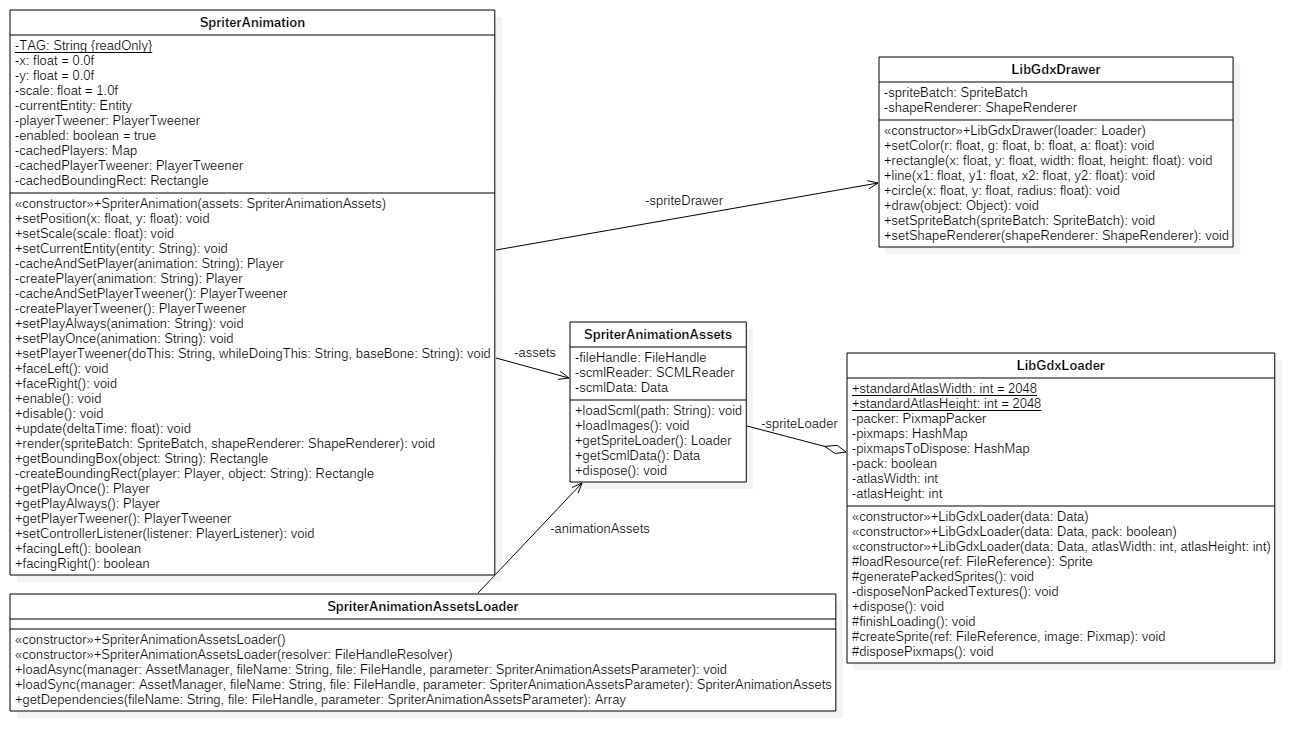 SpriterAnimation
-TAG: String {readOnly}
-x: float = 0.0f
-y: float = 0.0f
-scale: float = 1.0f
-currentEntity: Entity
-playerTweener: PlayerTweener
-enabled: boolean = true
-cachedPlayers: Map
-cachedPlayerTweener: PlayerTweener
-cachedBoundingRect: Rectangle
«constructor»+SpriterAnimation(assets: SpriterAnimationAssets)
+setPosition(x: float, y: float): void
+setScale(scale: float): void
+setCurrentEntity(entity: String): void
-cacheAndSetPlayer(animation: String): Player
-createPlayer(animation: String): Player
-cacheAndSetPlayerTweener(): PlayerTweener
-createPlayerTweener(): PlayerTweener
+setPlayAlways(animation: String): void
+setPlayOnce(animation: String): void
+setPlayerTweener(doThis: String, whileDoingThis: String, baseBone: String): void
+faceLeft(): void
+faceRight(): void
+enable(): void
+disable(): void
+update(deltaTime: float): void
+render(spriteBatch: SpriteBatch, shapeRenderer: ShapeRenderer): void
+getBoundingBox(object: String): Rectangle
-createBoundingRect(player: Player, object: String): Rectangle
+getPlayOnce(): Player
+getPlayAlways(): Player
+getPlayerTweener(): PlayerTweener
+setControllerListener(listener: PlayerListener): void
+facingLeft(): boolean
+facingRight(): boolean
-spriteDrawer
LibGdxDrawer
-spriteBatch: SpriteBatch
-shapeRenderer: ShapeRenderer
«constructor»+LibGdxDrawer(loader: Loader)
+setColor(r: float, g: float, b: float, a: float): void
+rectangle(x: float, y: float, width: float, height: float): void
+line(x1: float, y1: float, x2: float, y2: float): void
+circle(x: float, y: float, radius: float): void
+draw(object: Object): void
+setSpriteBatch(spriteBatch: SpriteBatch): void
+setShapeRenderer(shapeRenderer: ShapeRenderer): void
-assets
SpriterAnimationAssets
-fileHandle: FileHandle
-scmlReader: SCMLReader
-scmlData: Data
+loadScml(path: String): void
+loadImages(): void
+getSpriteLoader(): Loader
+getScmlData(): Data
+dispose(): void
-spriteLoader
LibGdxLoader
+standardAtlasWidth: int = 2048
+standardAtlasHeight: int = 2048
-packer: PixmapPacker
-pixmaps: HashMap
-pixmapsToDispose: HashMap
-pack: boolean
-atlasWidth: int
-atlasHeight: int
«constructor»+LibGdxLoader(data: Data)
«constructor»+LibGdxLoader(data: Data, pack: boolean)
«constructor»+LibGdxLoader(data: Data, atlasWidth: int, atlasHeight: int)
#loadResource(ref: FileReference): Sprite
#generatePackedSprites(): void
-disposeNonPackedTextures(): void
+dispose(): void
#finishLoading(): void
#createSprite(ref: FileReference, image: Pixmap): void
#disposePixmaps(): void
-animationAssets
SpriterAnimationAssetsLoader
«constructor»+SpriterAnimationAssetsLoader()
«constructor»+SpriterAnimationAssetsLoader(resolver: FileHandleResolver)
+loadAsync(manager: AssetManager, fileName: String, file: FileHandle, parameter: SpriterAnimationAssetsParameter): void
+loadSync(manager: AssetManager, fileName: String, file: FileHandle, parameter: SpriterAnimationAssetsParameter): SpriterAnimationAssets
+getDependencies(fileName: String, file: FileHandle, parameter: SpriterAnimationAssetsParameter): Array